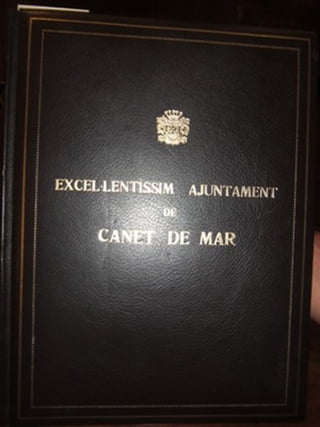 EXCEL·LENTÍSSIM AJUNTAMENT
DE
CANET DE MAR